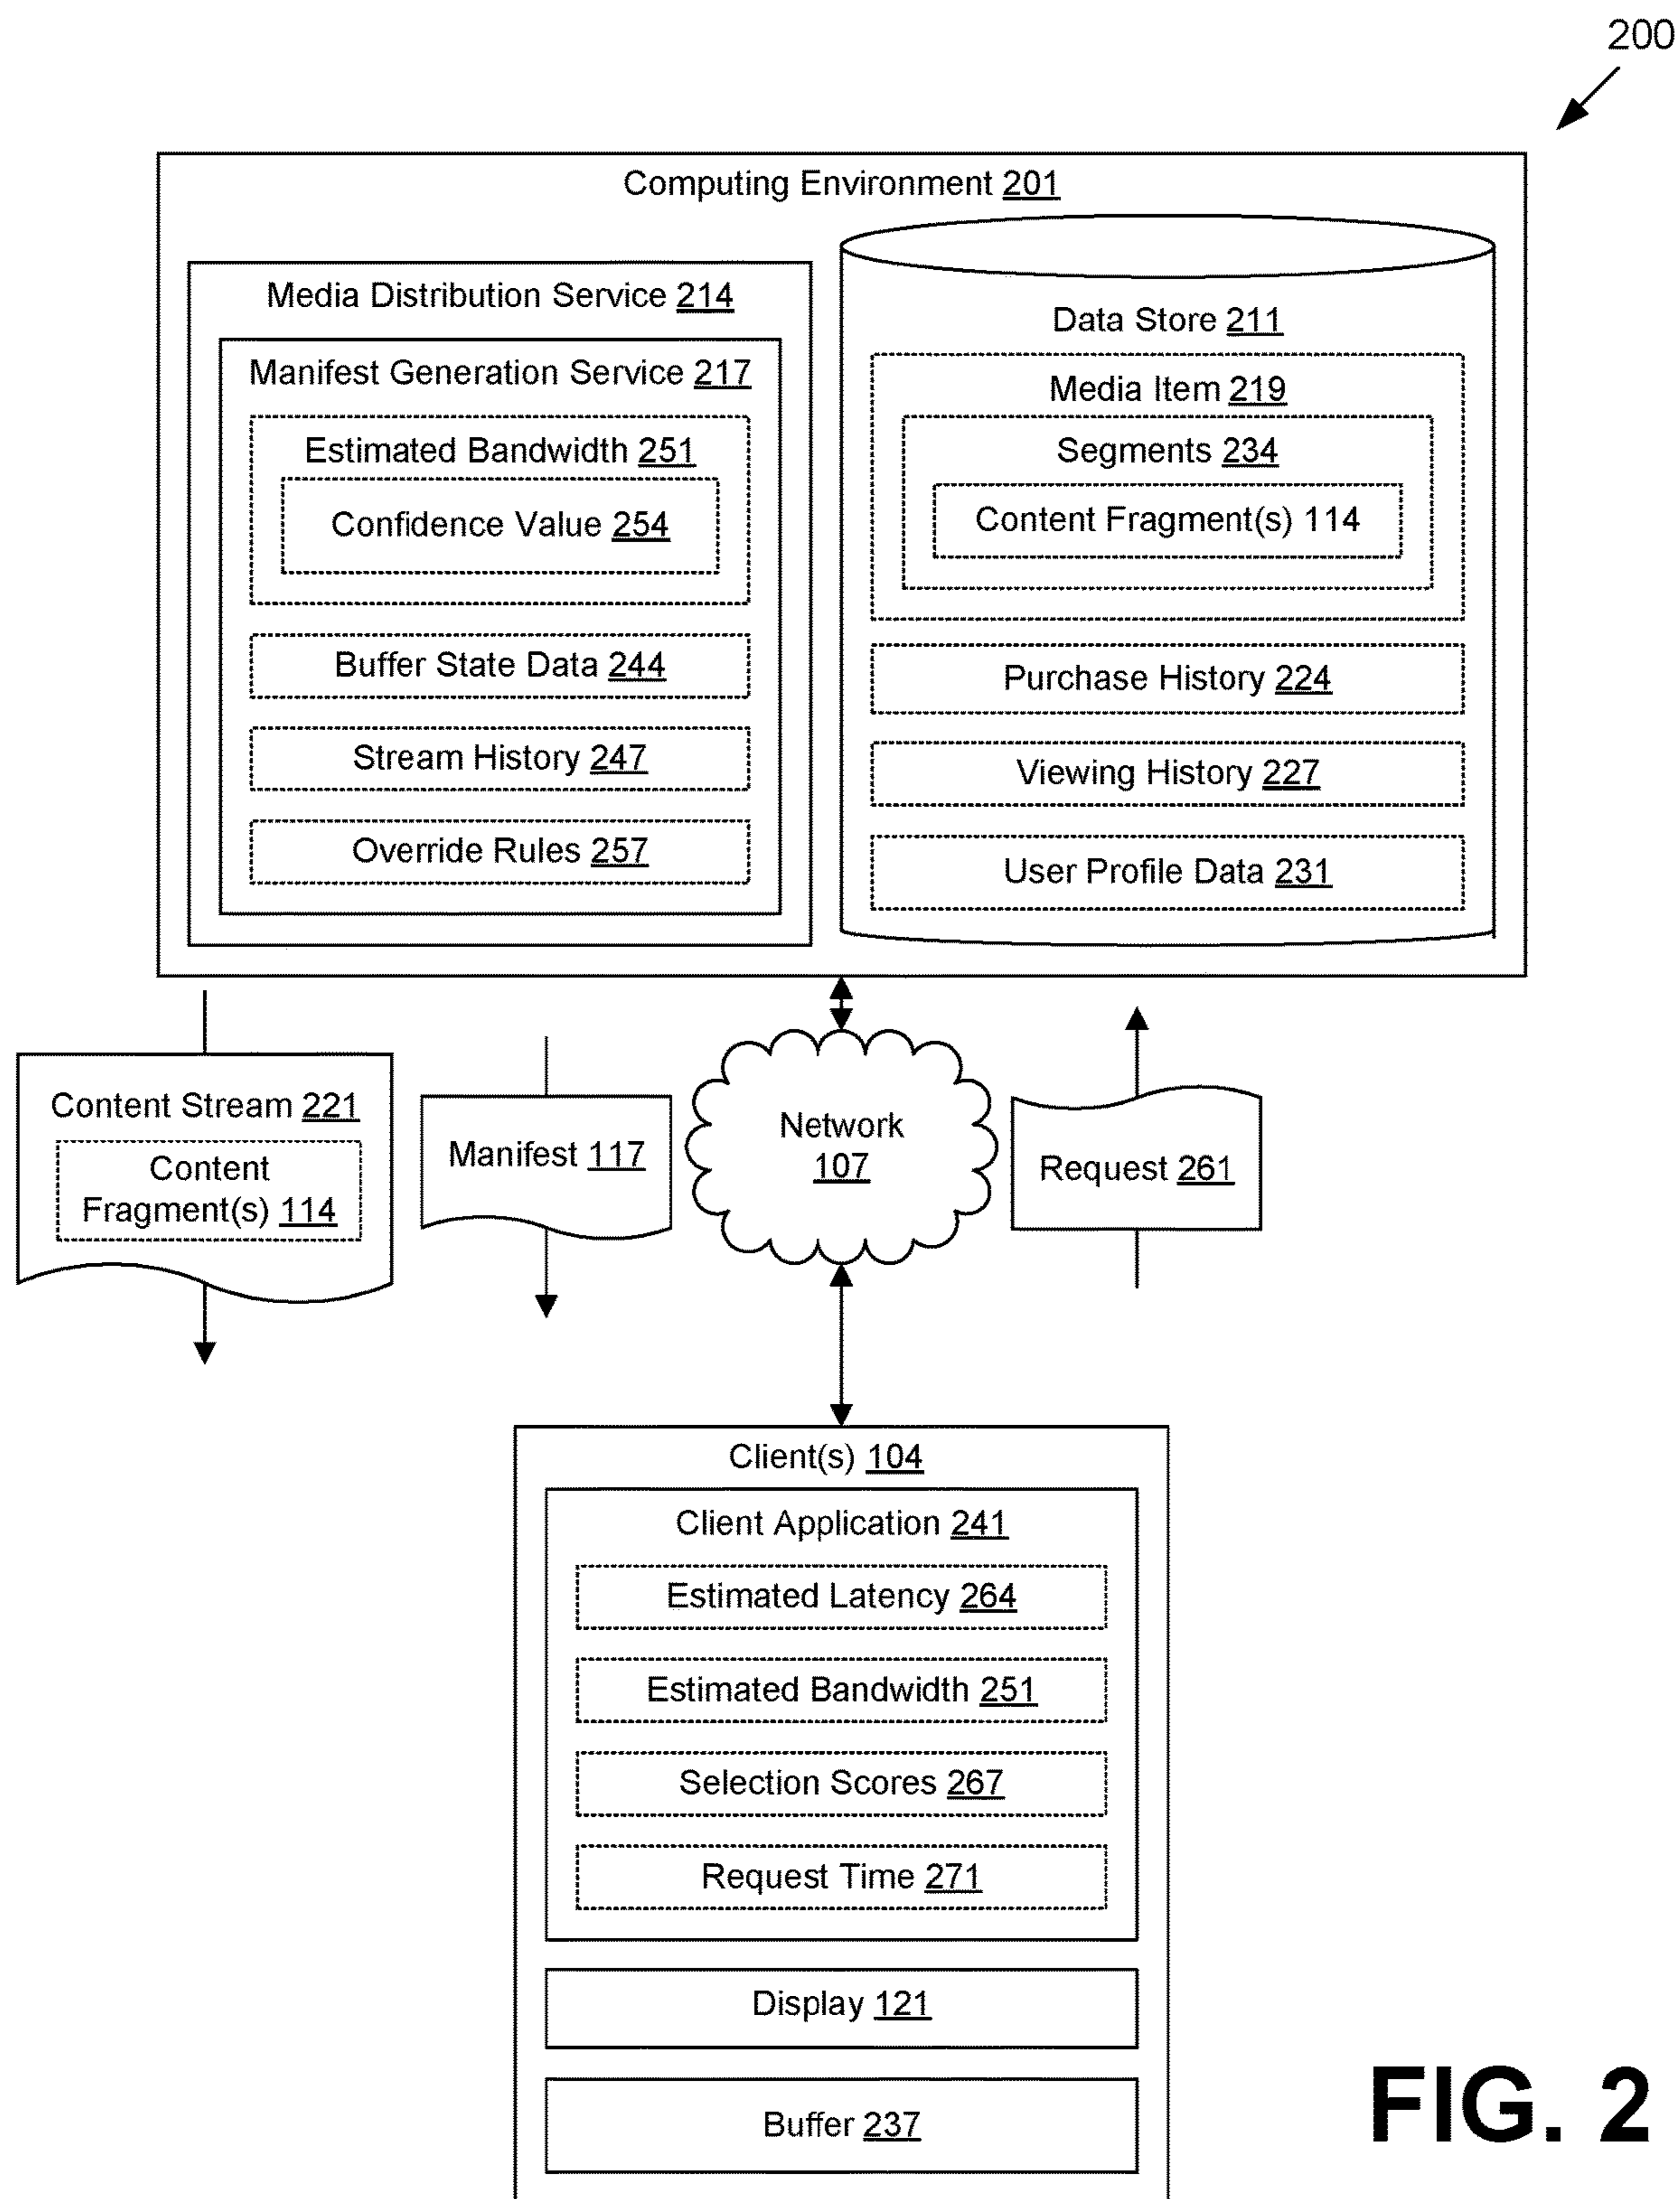 200
Computing Environment 201
Media Distribution Service 214
Manifest Generation Service 217
Estimated Bandwidth 251
Confidence Value 254
Buffer State Data 244
Stream History 247
Override Rules 257
Data Store 211
Media Item 219
Segments 234
Content Fragment(s) 114
Purchase History 224
Viewing History 227
User Profile Data 231
Content Stream 221
Content
Fragment(s) 114
Manifest 117
Network
107
Request 261
Client(s) 104
Client Application 241
Estimated Latency 264
Estimated Bandwidth 251
Selection Scores 267
Request Time 271
Display 121
Buffer 237
FIG. 2